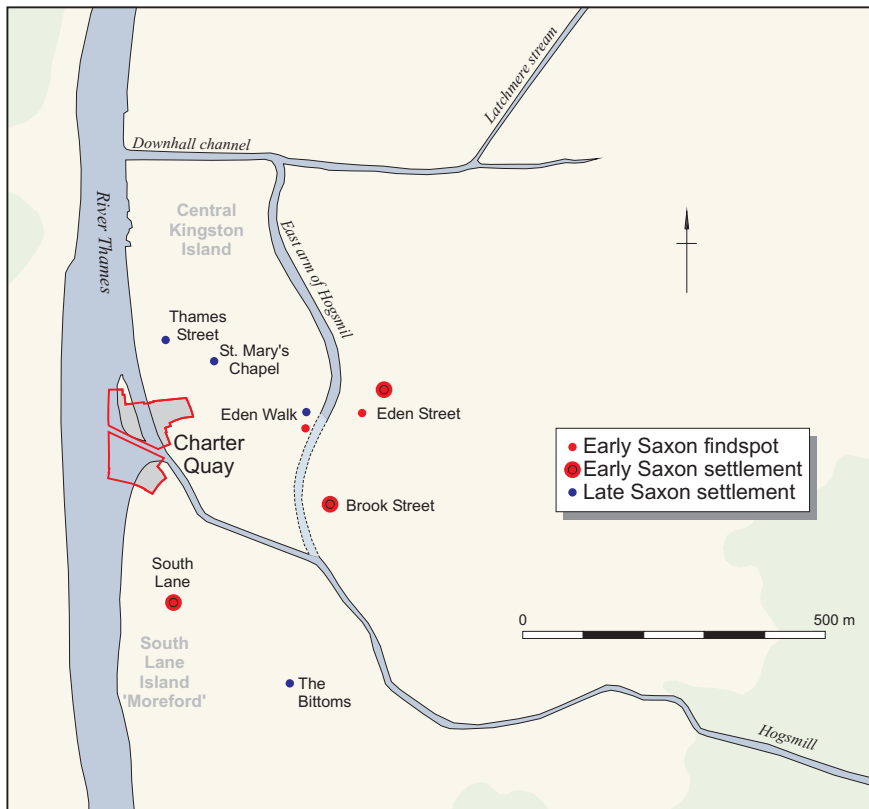 Latchmere stream
Downhall channel
River Thames
Central
Kingston
Island
East arm of Hogsmil
Thames
Street
St. Mary's
Chapel
Eden Walk
Eden Street
Charter
Quay
Early Saxon findspot
Early Saxon settlement
Late Saxon settlement
Brook Street
South
Lane
0 500 m
South
Lane
Island
'Moreford'
The
Bittoms
Hogsmill